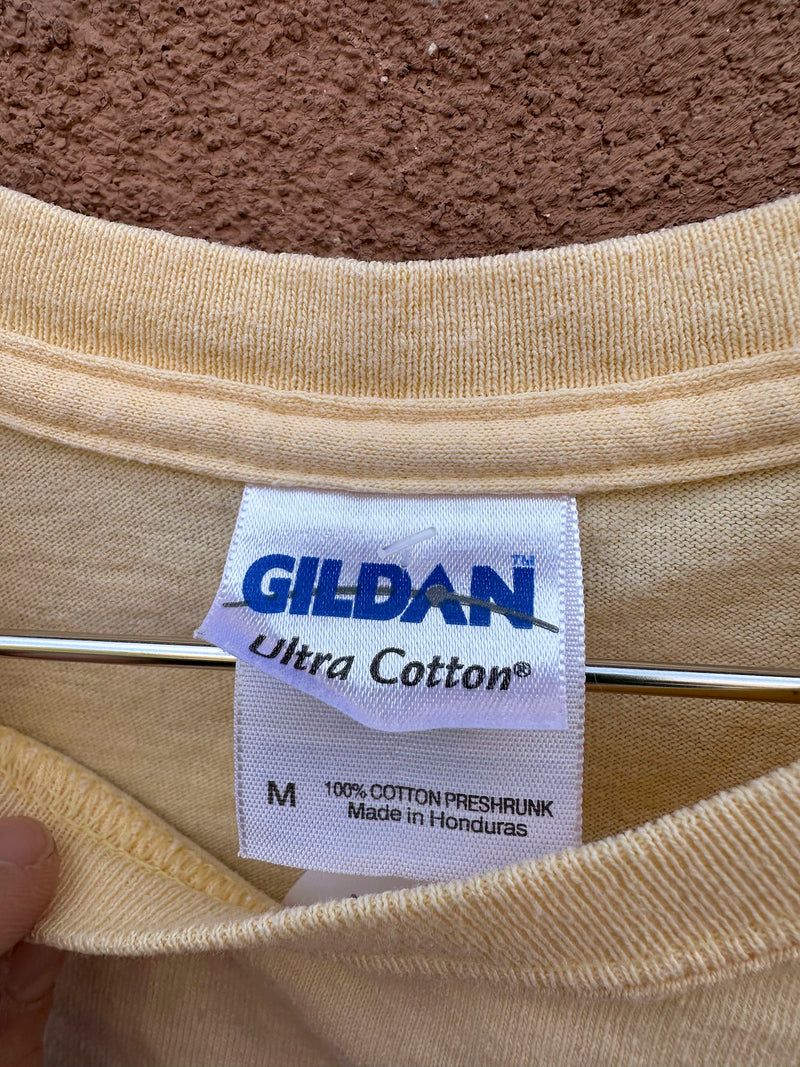 GILDAN™
Ultra Cotton®
M
100% COTTON PRESHRUNK
Made in Honduras